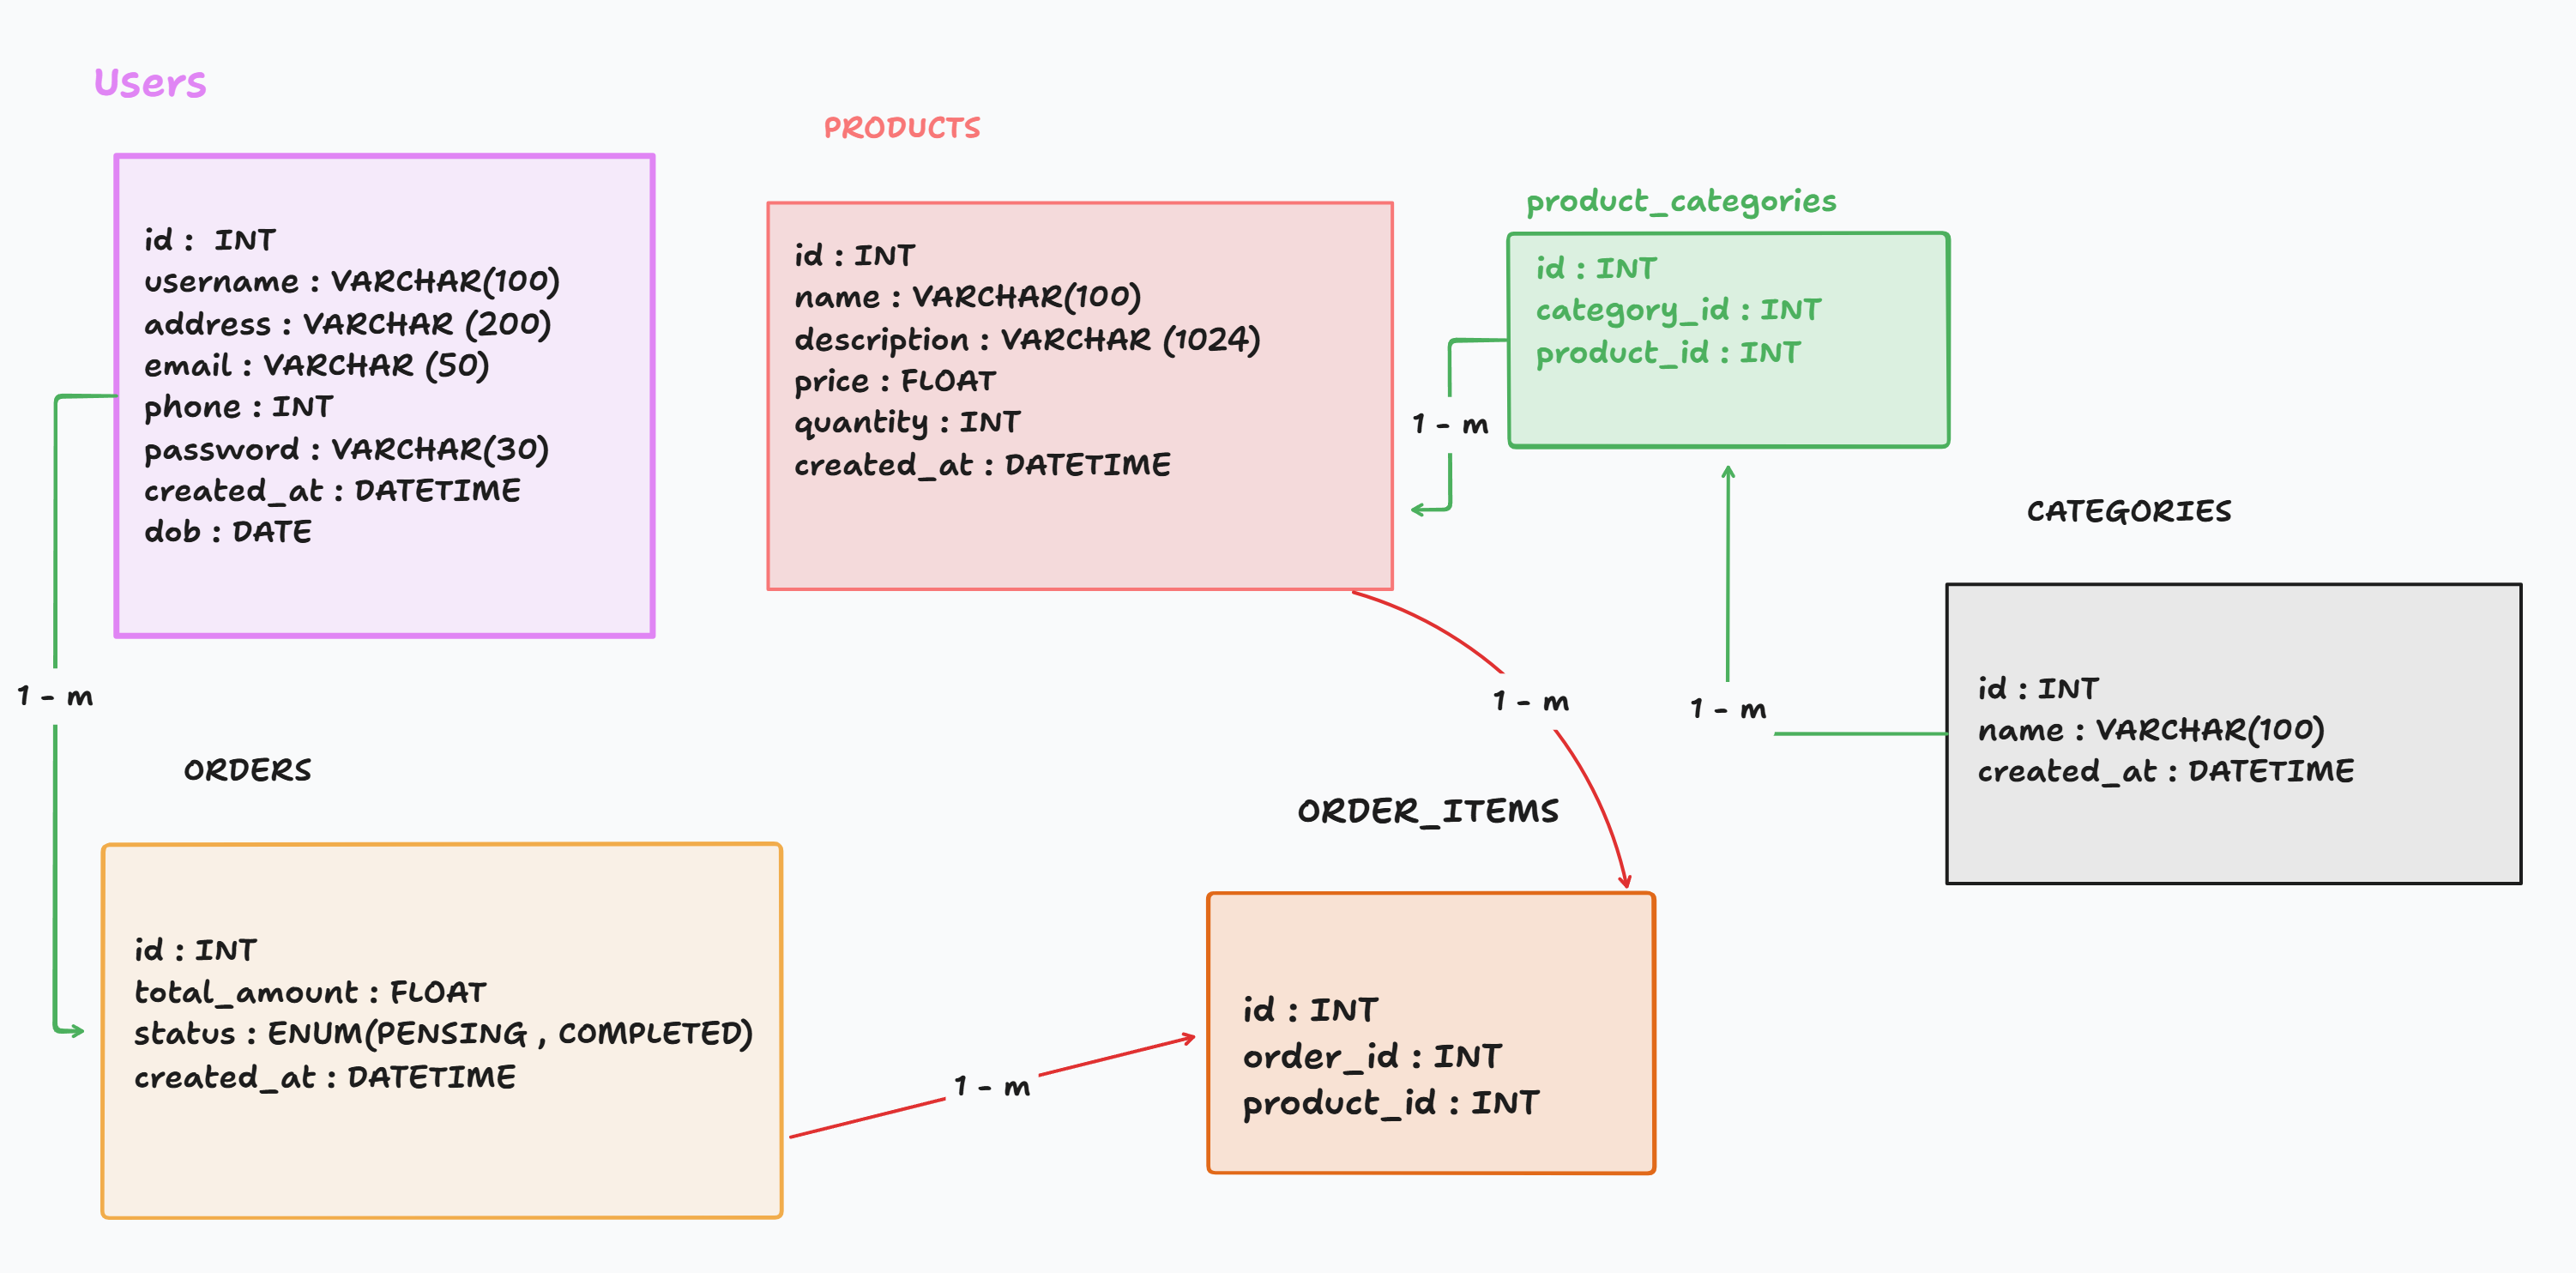 Users
id :  INT
username : VARCHAR(100)
address : VARCHAR (200)
email : VARCHAR (50)
phone : INT
password : VARCHAR(30)
created_at : DATETIME
dob : DATE
PRODUCTS
id : INT
name : VARCHAR(100)
description : VARCHAR (1024)
price : FLOAT
quantity : INT
created_at : DATETIME
product_categories
id : INT
category_id : INT
product_id : INT
1 - m
CATEGORIES
id : INT
name : VARCHAR(100)
created_at : DATETIME
1 - m
1 - m
1 - m
ORDERS
id : INT
total_amount : FLOAT
status : ENUM(PENSING , COMPLETED)
created_at : DATETIME
1 - m
ORDER_ITEMS
id : INT
order_id : INT
product_id : INT